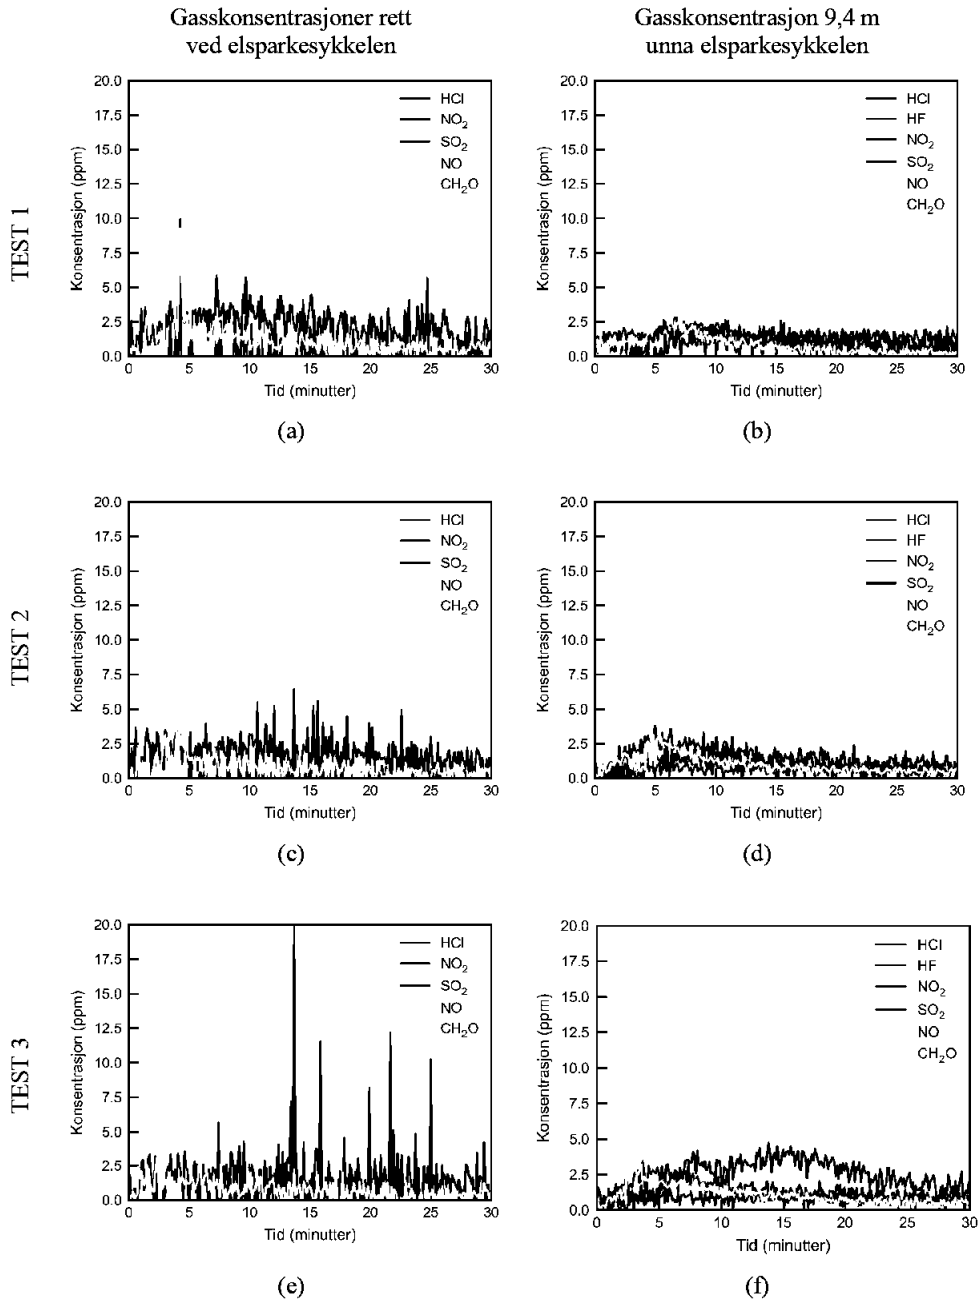 Gasskonsentrasjoner rett
ved elsparkesykkelen
Gasskonsentrasjon 9,4 m
unna elsparkesykkelen
TEST 1
Konsentrasjon (ppm)
20.0
17.5
15.0
12.5
10.0
7.5
5.0
2.5
0.0
HCl
NO2
SO2
NO
CH2O
0 5 10 15 20 25 30
Tid (minutter)
(a)
Konsentrasjon (ppm)
20.0
17.5
15.0
12.5
10.0
7.5
5.0
2.5
0.0
HCl
HF
NO2
SO2
NO
CH2O
0 5 10 15 20 25 30
Tid (minutter)
(b)
TEST 2
Konsentrasjon (ppm)
20.0
17.5
15.0
12.5
10.0
7.5
5.0
2.5
0.0
HCl
NO2
SO2
NO
CH2O
0 5 10 15 20 25 30
Tid (minutter)
(c)
Konsentrasjon (ppm)
20.0
17.5
15.0
12.5
10.0
7.5
5.0
2.5
0.0
HCl
HF
NO2
SO2
NO
CH2O
0 5 10 15 20 25 30
Tid (minutter)
(d)
TEST 3
Konsentrasjon (ppm)
20.0
17.5
15.0
12.5
10.0
7.5
5.0
2.5
0.0
HCl
NO2
SO2
NO
CH2O
0 5 10 15 20 25 30
Tid (minutter)
(e)
Konsentrasjon (ppm)
20.0
17.5
15.0
12.5
10.0
7.5
5.0
2.5
0.0
HCl
HF
NO2
SO2
NO
CH2O
0 5 10 15 20 25 30
Tid (minutter)
(f)